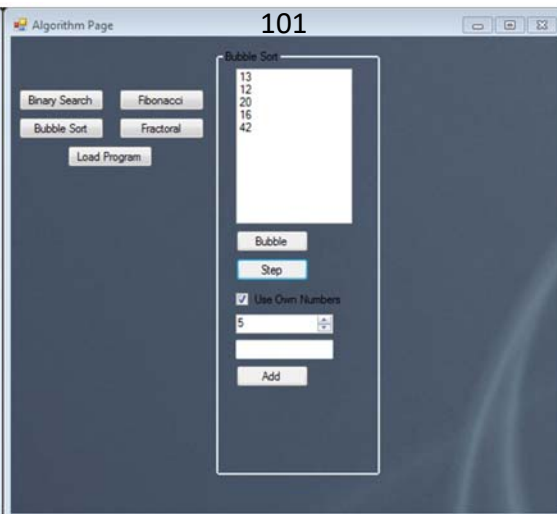 Algorithm Page
101
Binary Search
Fibonacci
Bubble Sort
Fractoral
Load Program
Bubble Sort
13
12
20
16
42
Bubble
Step
Use Own Numbers
5
Add